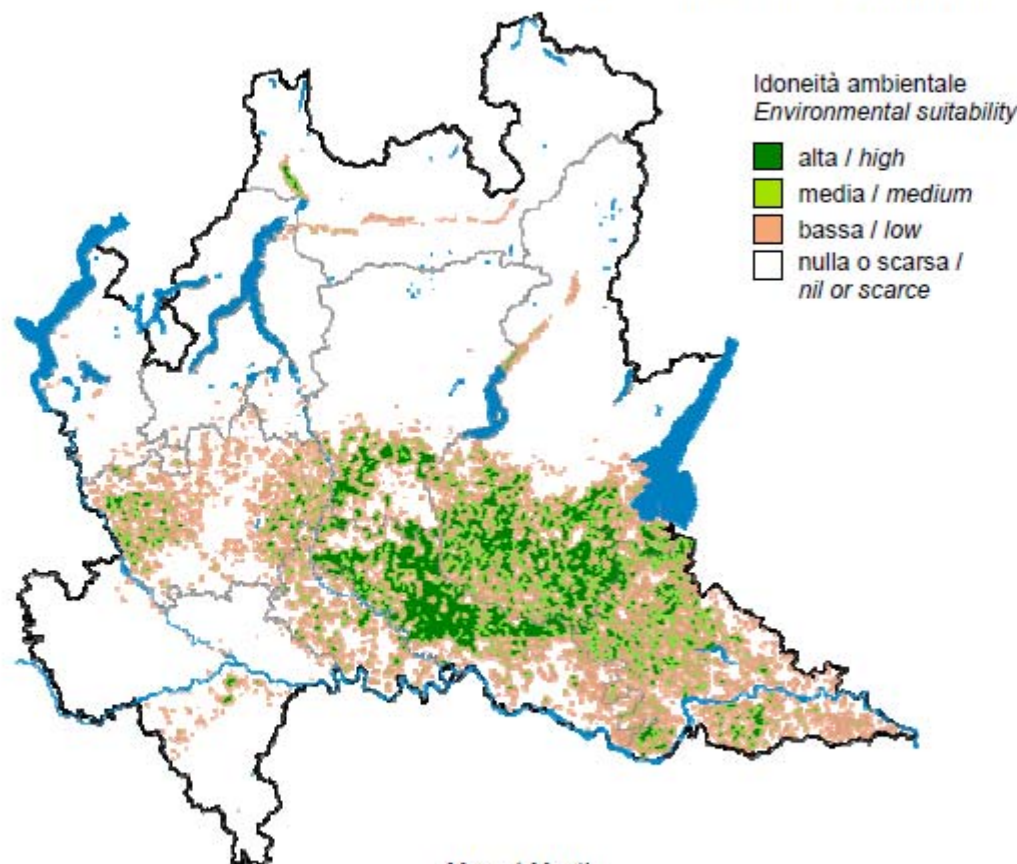 Idoneità ambientale
Environmental suitability
alta / high
media / medium
bassa / low
nulla o scarsa /
nil or scarce